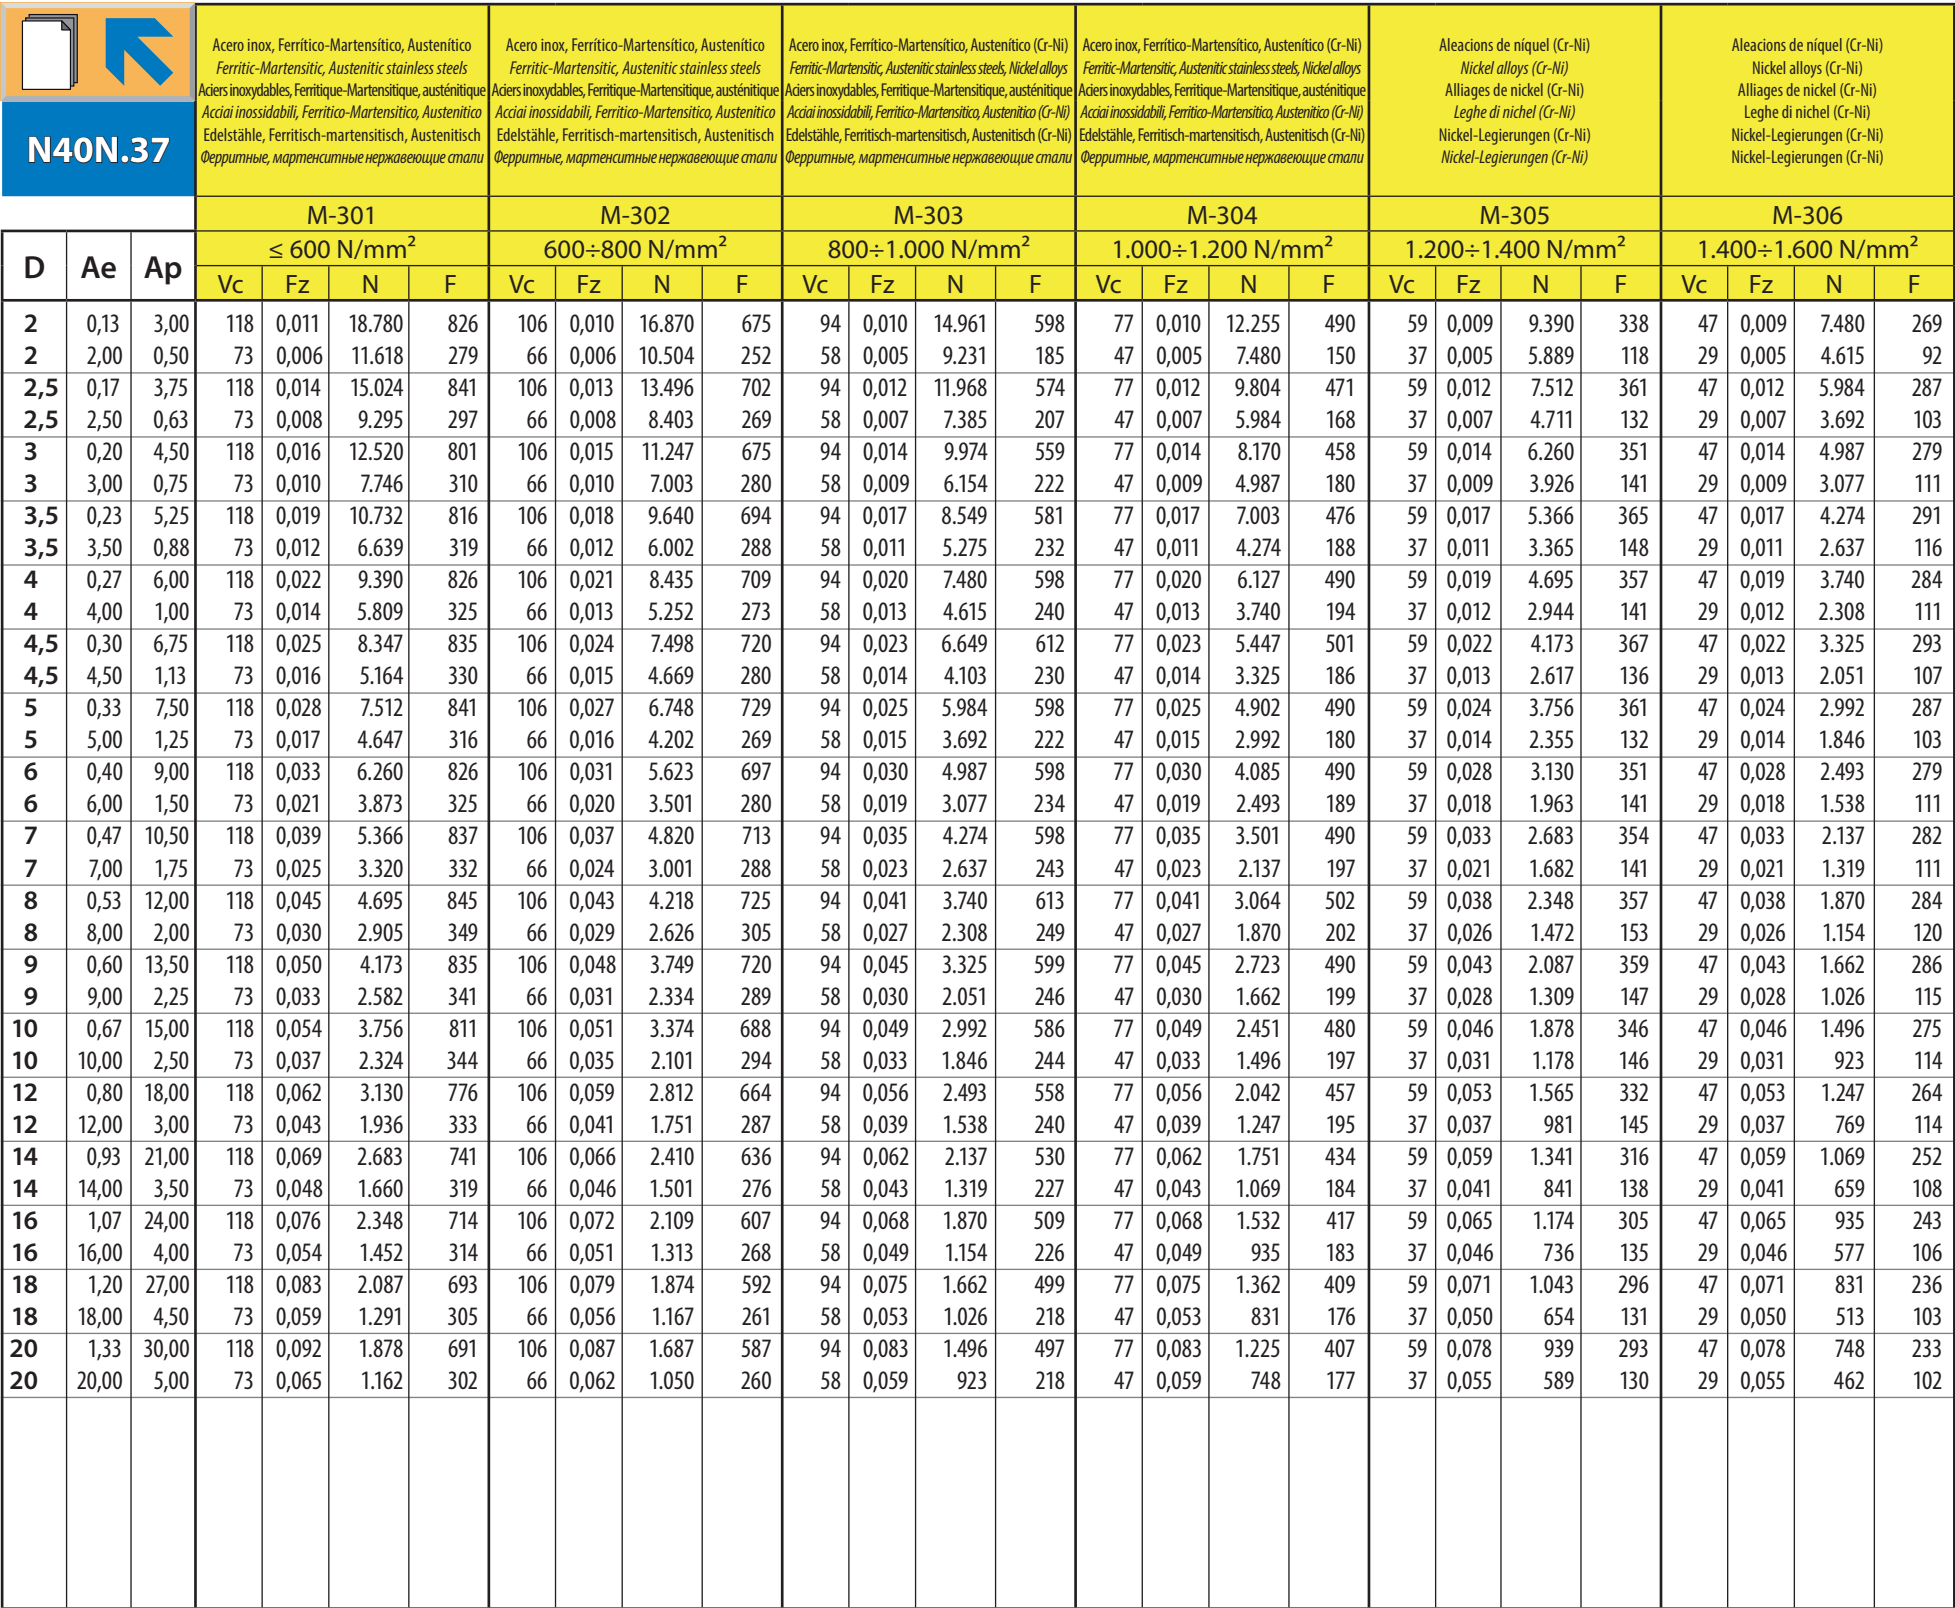 N40N.37
Acero inox, Ferrítico-Martensítico, Austenítico
Ferritic-Martensitic, Austenitic stainless steels
Aciers inoxydables, Ferritique-Martensitique, austénitique
Acciai inossidabili, Ferritico-Martensitico, Austenitico
Edelstähle, Ferritisch-martensitisch, Austenitisch
Ферритные, мартенситные нержавеющие стали
Acero inox, Ferrítico-Martensítico, Austenítico
Ferritic-Martensitic, Austenitic stainless steels
Aciers inoxydables, Ferritique-Martensitique, austénitique
Acciai inossidabili, Ferritico-Martensitico, Austenitico
Edelstähle, Ferritisch-martensitisch, Austenitisch
Ферритные, мартенситные нержавеющие стали
Acero inox, Ferrítico-Martensítico, Austenítico (Cr-Ni)
Ferritic-Martensitic, Austenitic stainless steels, Nickel alloys
Aciers inoxydables, Ferritique-Martensitique, austénitique
Acciai inossidabili, Ferritico-Martensitico, Austenitico (Cr-Ni)
Edelstähle, Ferritisch-martensitisch, Austenitisch (Cr-Ni)
Ферритные, мартенситные нержавеющие стали
Acero inox, Ferrítico-Martensítico, Austenítico (Cr-Ni)
Ferritic-Martensitic, Austenitic stainless steels, Nickel alloys
Aciers inoxydables, Ferritique-Martensitique, austénitique
Acciai inossidabili, Ferritico-Martensitico, Austenitico (Cr-Ni)
Edelstähle, Ferritisch-martensitisch, Austenitisch (Cr-Ni)
Ферритные, мартенситные нержавеющие стали
Aleacions de níquel (Cr-Ni)
Nickel alloys (Cr-Ni)
Alliages de nickel (Cr-Ni)
Leghe di nichel (Cr-Ni)
Nickel-Legierungen (Cr-Ni)
Nickel-Legierungen (Cr-Ni)
Aleacions de níquel (Cr-Ni)
Nickel alloys (Cr-Ni)
Alliages de nickel (Cr-Ni)
Leghe di nichel (Cr-Ni)
Nickel-Legierungen (Cr-Ni)
Nickel-Legierungen (Cr-Ni)
M-301 M-302 M-303 M-304 M-305 M-306
D Ae Ap ≤ 600 N/mm² 600÷800 N/mm² 800÷1.000 N/mm² 1.000÷1.200 N/mm² 1.200÷1.400 N/mm² 1.400÷1.600 N/mm²
Vc Fz N F Vc Fz N F Vc Fz N F Vc Fz N F Vc Fz N F Vc Fz N F
2 0,13 3,00 118 0,011 18.780 826 106 0,010 16.870 675 94 0,010 14.961 598 77 0,010 12.255 490 59 0,009 9.390 338 47 0,009 7.480 269
2 2,00 0,50 73 0,006 11.618 279 66 0,006 10.504 252 58 0,005 9.231 185 47 0,005 7.480 150 37 0,005 5.889 118 29 0,005 4.615 92
2,5 0,17 3,75 118 0,014 15.024 841 106 0,013 13.496 702 94 0,012 11.968 574 77 0,012 9.804 471 59 0,012 7.512 361 47 0,012 5.984 287
2,5 2,50 0,63 73 0,008 9.295 297 66 0,008 8.403 269 58 0,007 7.385 207 47 0,007 5.984 168 37 0,007 4.711 132 29 0,007 3.692 103
3 0,20 4,50 118 0,016 12.520 801 106 0,015 11.247 675 94 0,014 9.974 559 77 0,014 8.170 458 59 0,014 6.260 351 47 0,014 4.987 279
3 3,00 0,75 73 0,010 7.746 310 66 0,010 7.003 280 58 0,009 6.154 222 47 0,009 4.987 180 37 0,009 3.926 141 29 0,009 3.077 111
3,5 0,23 5,25 118 0,019 10.732 816 106 0,018 9.640 694 94 0,017 8.549 581 77 0,017 7.003 476 59 0,017 5.366 365 47 0,017 4.274 291
3,5 3,50 0,88 73 0,012 6.639 319 66 0,012 6.002 288 58 0,011 5.275 232 47 0,011 4.274 188 37 0,011 3.365 148 29 0,011 2.637 116
4 0,27 6,00 118 0,022 9.390 826 106 0,021 8.435 709 94 0,020 7.480 598 77 0,020 6.127 490 59 0,019 4.695 357 47 0,019 3.740 284
4 4,00 1,00 73 0,014 5.809 325 66 0,013 5.252 273 58 0,013 4.615 240 47 0,013 3.740 194 37 0,012 2.944 141 29 0,012 2.308 111
4,5 0,30 6,75 118 0,025 8.347 835 106 0,024 7.498 720 94 0,023 6.649 612 77 0,023 5.447 501 59 0,022 4.173 367 47 0,022 3.325 293
4,5 4,50 1,13 73 0,016 5.164 330 66 0,015 4.669 280 58 0,014 4.103 230 47 0,014 3.325 186 37 0,013 2.617 136 29 0,013 2.051 107
5 0,33 7,50 118 0,028 7.512 841 106 0,027 6.748 729 94 0,025 5.984 598 77 0,025 4.902 490 59 0,024 3.756 361 47 0,024 2.992 287
5 5,00 1,25 73 0,017 4.647 316 66 0,016 4.202 269 58 0,015 3.692 222 47 0,015 2.992 180 37 0,014 2.355 132 29 0,014 1.846 103
6 0,40 9,00 118 0,033 6.260 826 106 0,031 5.623 697 94 0,030 4.987 598 77 0,030 4.085 490 59 0,028 3.130 351 47 0,028 2.493 279
6 6,00 1,50 73 0,021 3.873 325 66 0,020 3.501 280 58 0,019 3.077 234 47 0,019 2.493 189 37 0,018 1.963 141 29 0,018 1.538 111
7 0,47 10,50 118 0,039 5.366 837 106 0,037 4.820 713 94 0,035 4.274 598 77 0,035 3.501 490 59 0,033 2.683 354 47 0,033 2.137 282
7 7,00 1,75 73 0,025 3.320 332 66 0,024 3.001 288 58 0,023 2.637 243 47 0,023 2.137 197 37 0,021 1.682 141 29 0,021 1.319 111
8 0,53 12,00 118 0,045 4.695 845 106 0,043 4.218 725 94 0,041 3.740 613 77 0,041 3.064 502 59 0,038 2.348 357 47 0,038 1.870 284
8 8,00 2,00 73 0,030 2.905 349 66 0,029 2.626 305 58 0,027 2.308 249 47 0,027 1.870 202 37 0,026 1.472 153 29 0,026 1.154 120
9 0,60 13,50 118 0,050 4.173 835 106 0,048 3.749 720 94 0,045 3.325 599 77 0,045 2.723 490 59 0,043 2.087 359 47 0,043 1.662 286
9 9,00 2,25 73 0,033 2.582 341 66 0,031 2.334 289 58 0,030 2.051 246 47 0,030 1.662 199 37 0,028 1.309 147 29 0,028 1.026 115
10 0,67 15,00 118 0,054 3.756 811 106 0,051 3.374 688 94 0,049 2.992 586 77 0,049 2.451 480 59 0,046 1.878 346 47 0,046 1.496 275
10 10,00 2,50 73 0,037 2.324 344 66 0,035 2.101 294 58 0,033 1.846 244 47 0,033 1.496 197 37 0,031 1.178 146 29 0,031 923 114
12 0,80 18,00 118 0,062 3.130 776 106 0,059 2.812 664 94 0,056 2.493 558 77 0,056 2.042 457 59 0,053 1.565 332 47 0,053 1.247 264
12 12,00 3,00 73 0,043 1.936 333 66 0,041 1.751 287 58 0,039 1.538 240 47 0,039 1.247 195 37 0,037 981 145 29 0,037 769 114
14 0,93 21,00 118 0,069 2.683 741 106 0,066 2.410 636 94 0,062 2.137 530 77 0,062 1.751 434 59 0,059 1.341 316 47 0,059 1.069 252
14 14,00 3,50 73 0,048 1.660 319 66 0,046 1.501 276 58 0,043 1.319 227 47 0,043 1.069 184 37 0,041 841 138 29 0,041 659 108
16 1,07 24,00 118 0,076 2.348 714 106 0,072 2.109 607 94 0,068 1.870 509 77 0,068 1.532 417 59 0,065 1.174 305 47 0,065 935 243
16 16,00 4,00 73 0,054 1.452 314 66 0,051 1.313 268 58 0,049 1.154 226 47 0,049 935 183 37 0,046 736 135 29 0,046 577 106
18 1,20 27,00 118 0,083 2.087 693 106 0,079 1.874 592 94 0,075 1.662 499 77 0,075 1.362 409 59 0,071 1.043 296 47 0,071 831 236
18 18,00 4,50 73 0,059 1.291 305 66 0,056 1.167 261 58 0,053 1.026 218 47 0,053 831 176 37 0,050 654 131 29 0,050 513 103
20 1,33 30,00 118 0,092 1.878 691 106 0,087 1.687 587 94 0,083 1.496 497 77 0,083 1.225 407 59 0,078 939 293 47 0,078 748 233
20 20,00 5,00 73 0,065 1.162 302 66 0,062 1.050 260 58 0,059 923 218 47 0,059 748 177 37 0,055 589 130 29 0,055 462 102